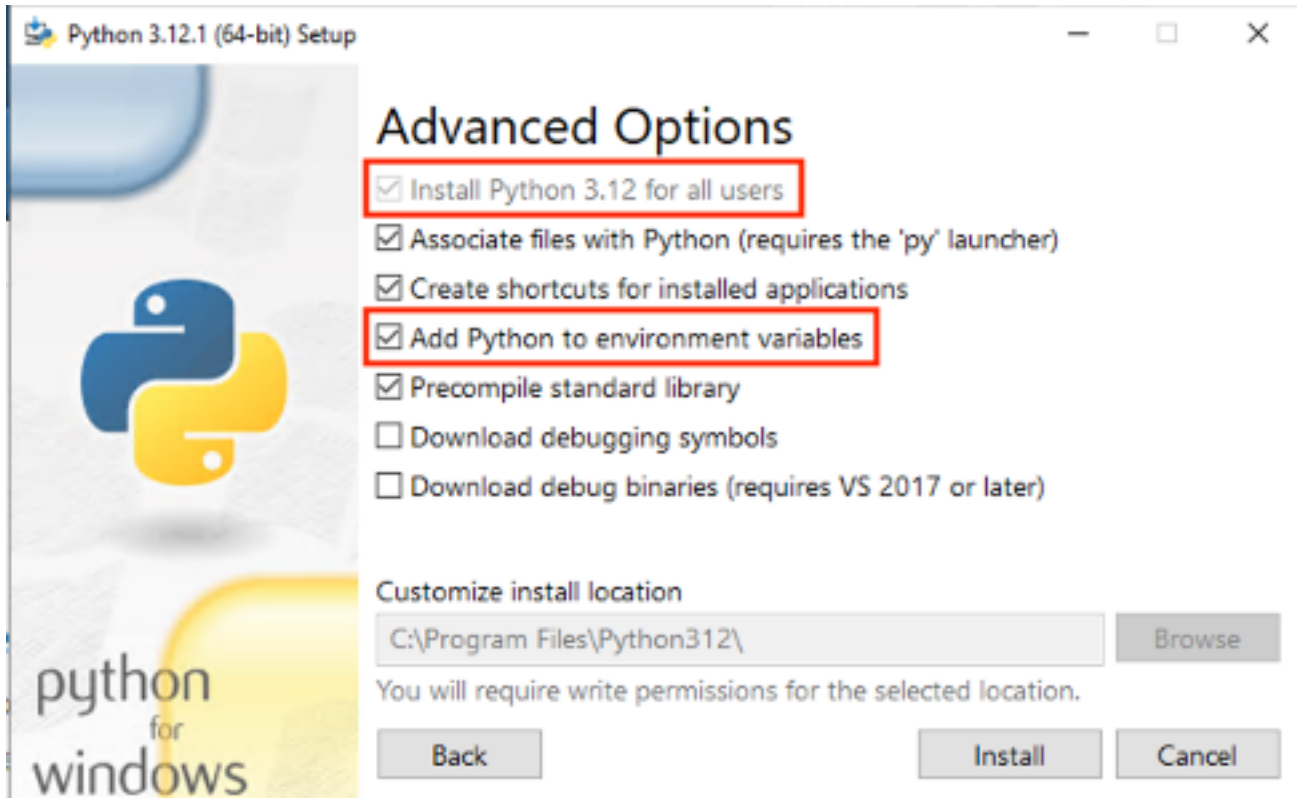 Python 3.12.1 (64-bit) Setup
Advanced Options
Install Python 3.12 for all users
Associate files with Python (requires the 'py' launcher)
Create shortcuts for installed applications
Add Python to environment variables
Precompile standard library
Download debugging symbols
Download debug binaries (requires VS 2017 or later)
Customize install location
C:\Program Files\Python312\
Browse
You will require write permissions for the selected location.
python
for
windows
Back
Install
Cancel